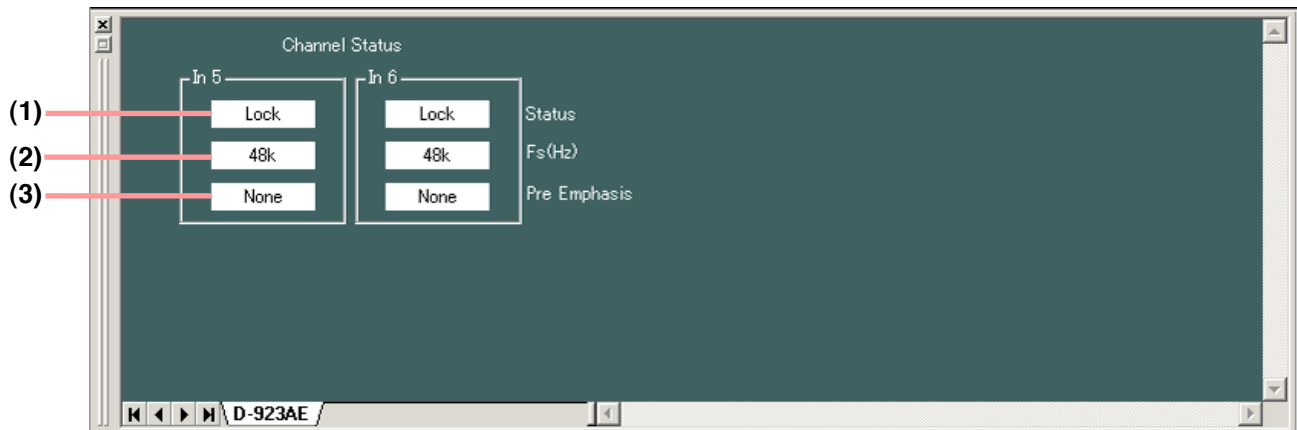 Channel Status
In 5 In 6
(1) Lock Lock Status
(2) 48k 48k Fs(Hz)
(3) None None Pre Emphasis
D-923AE